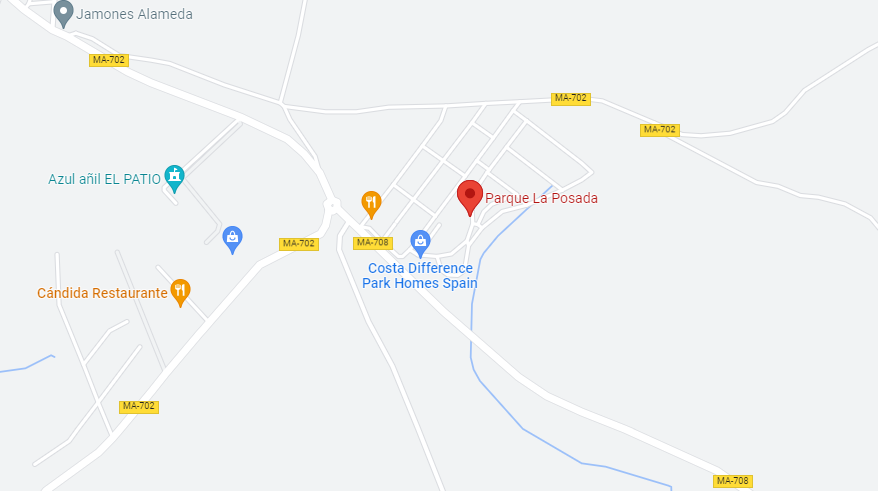 Jamones Alameda
MA-702
MA-702
MA-702
Azul añil EL PATIO
Parque La Posada
MA-702
MA-708
Costa Difference
Park Homes Spain
Cándida Restaurante
MA-702
MA-708